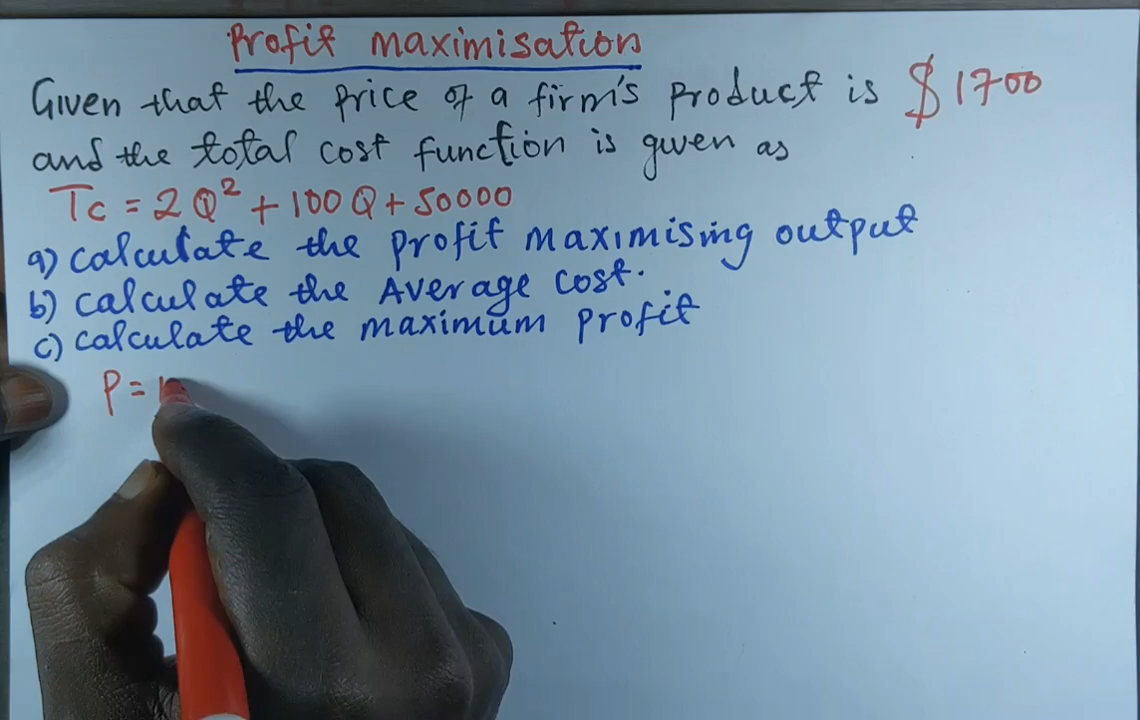 Profit maximisation
Given that the price of a firm's product is $1700
and the total cost function is given as
Tc = 2Q² + 100Q + 50000
a) calculate the profit maximising output
b) calculate the Average cost.
c) calculate the maximum profit
P = 1